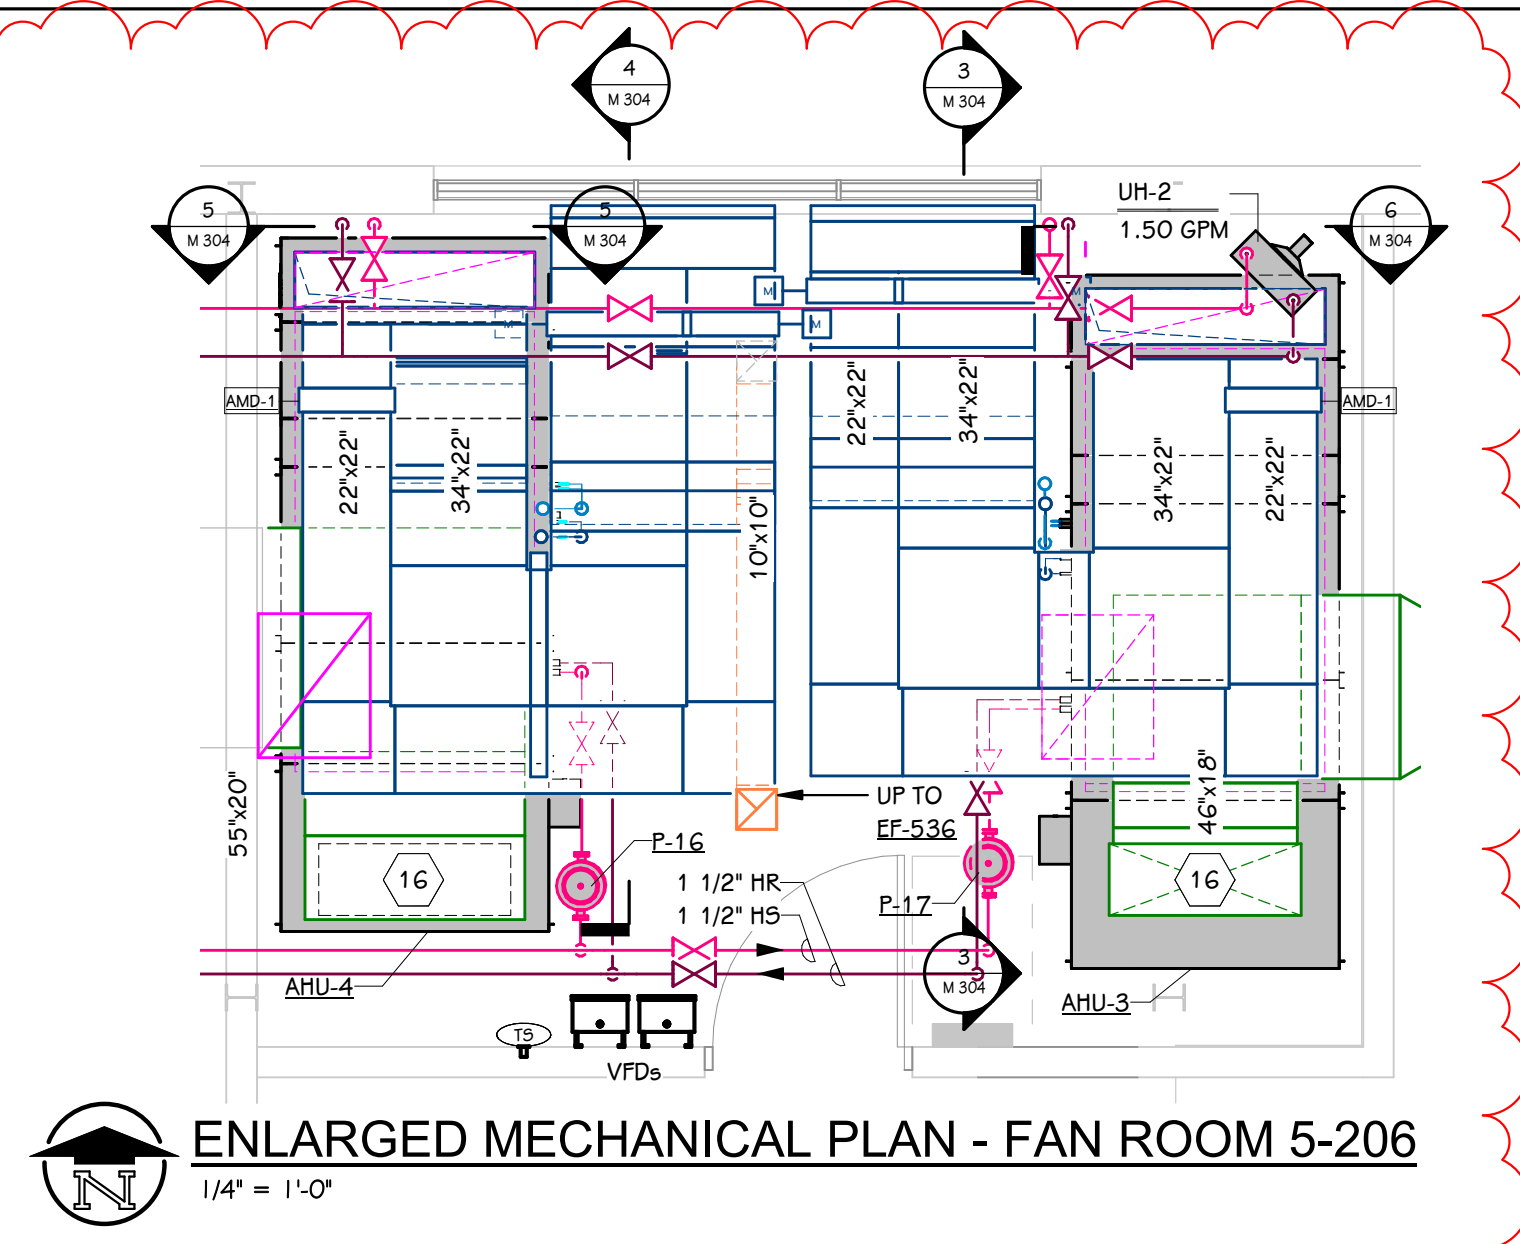 4
M 304
3
M 304
5
M 304
5
M 304
UH-2
1.50 GPM
6
M 304
M
M
M
M
AMD-1
AMD-1
22"x22"
34"x22"
22"x22"
34"x22"
34"x22"
22"x22"
10"x10"
55"x20"
46"x18"
UP TO
EF-536
P-16
1 1/2" HR
1 1/2" HS
P-17
16
16
3
M 304
AHU-4
AHU-3
TS
VFDs
ENLARGED MECHANICAL PLAN - FAN ROOM 5-206
1/4" = 1'-0"
N